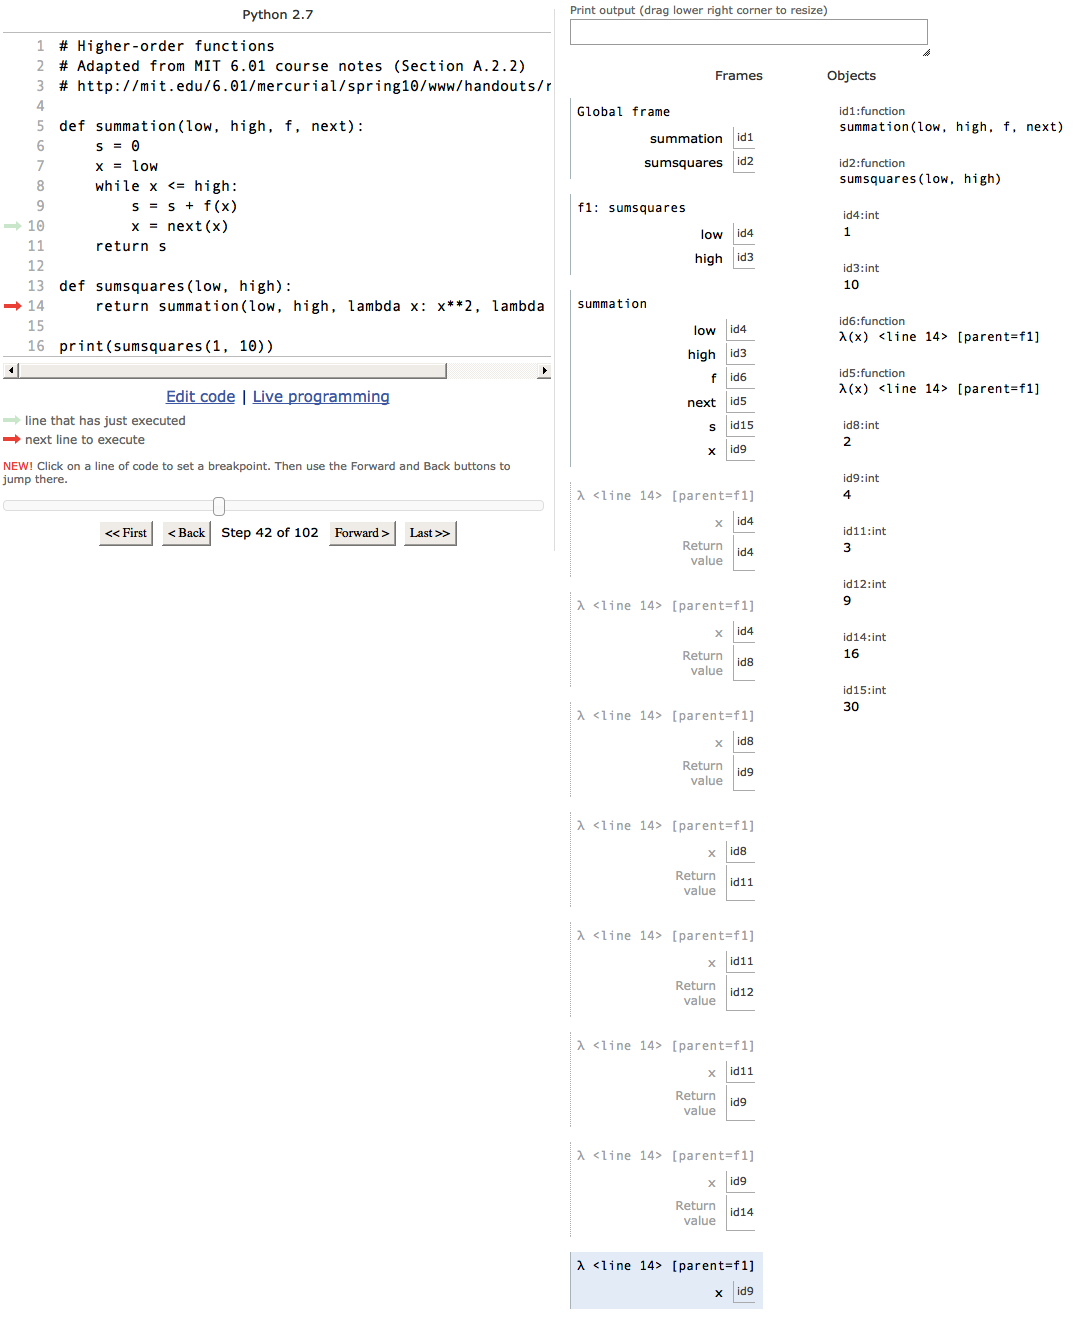 Python 2.7
1 # Higher-order functions
2 # Adapted from MIT 6.01 course notes (Section A.2.2)
3 # http://mit.edu/6.01/mercurial/spring10/www/handouts/r
4
5 def summation(low, high, f, next):
6     s = 0
7     x = low
8     while x <= high:
9         s = s + f(x)
10         x = next(x)
11     return s
12
13 def sumsquares(low, high):
14     return summation(low, high, lambda x: x**2, lambda
15
16 print(sumsquares(1, 10))
Edit code | Live programming
line that has just executed
next line to execute
NEW! Click on a line of code to set a breakpoint. Then use the Forward and Back buttons to
jump there.
<< First < Back Step 42 of 102 Forward > Last >>
Print output (drag lower right corner to resize)
Frames
Global frame
summation id1
sumsquares id2
f1: sumsquares
low id4
high id3
summation
low id4
high id3
f id6
next id5
s id15
x id9
λ <line 14> [parent=f1]
x id4
Return
value id4
λ <line 14> [parent=f1]
x id4
Return
value id8
λ <line 14> [parent=f1]
x id8
Return
value id9
λ <line 14> [parent=f1]
x id8
Return
value id11
λ <line 14> [parent=f1]
x id11
Return
value id12
λ <line 14> [parent=f1]
x id11
Return
value id9
λ <line 14> [parent=f1]
x id9
Return
value id14
λ <line 14> [parent=f1]
x id9
Objects
id1:function
summation(low, high, f, next)
id2:function
sumsquares(low, high)
id4:int
1
id3:int
10
id6:function
λ(x) <line 14> [parent=f1]
id5:function
λ(x) <line 14> [parent=f1]
id8:int
2
id9:int
4
id11:int
3
id12:int
9
id14:int
16
id15:int
30